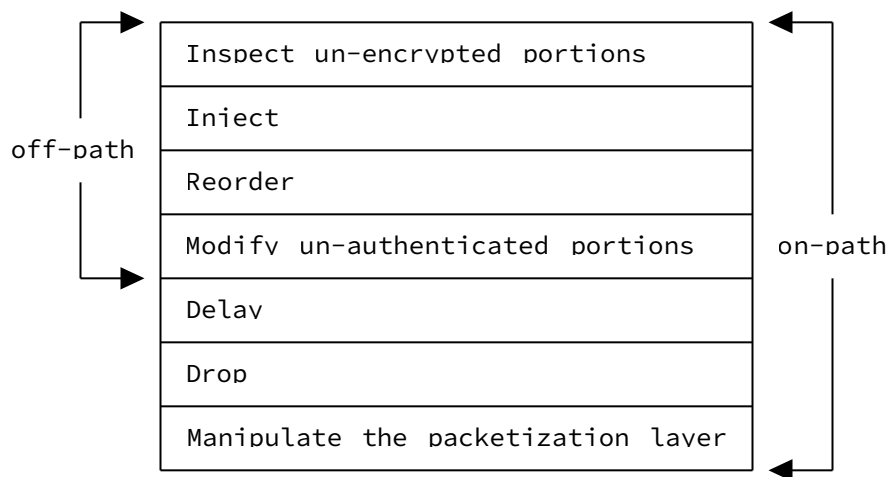 Inspect un-encrypted portions
Inject
off-path
Reorder
Modify un-authenticated portions
on-path
Delay
Drop
Manipulate the packetization layer